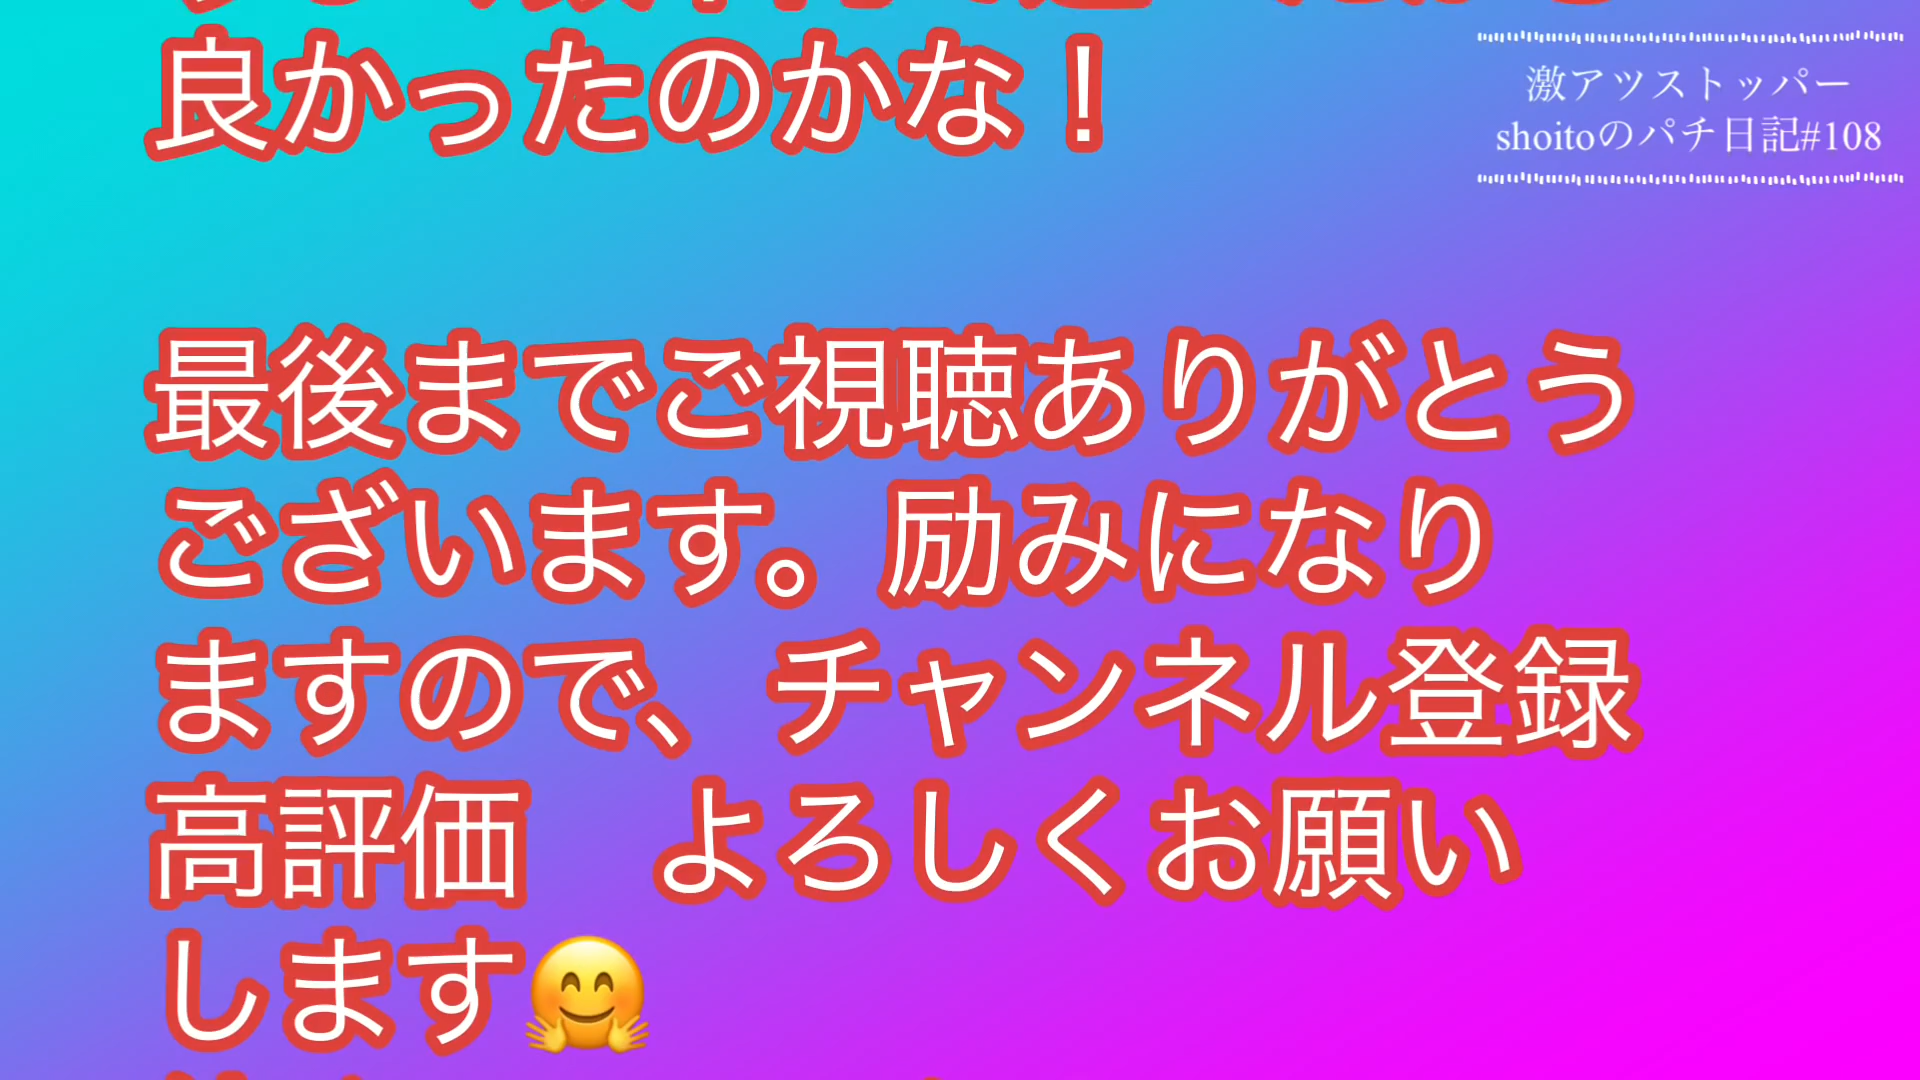 良かったのかな！
激アツストッパー
shoitoのパチ日記#108
最後までご視聴ありがとう
ございます。励みになり
ますので、チャンネル登録
高評価　よろしくお願い
します🤗